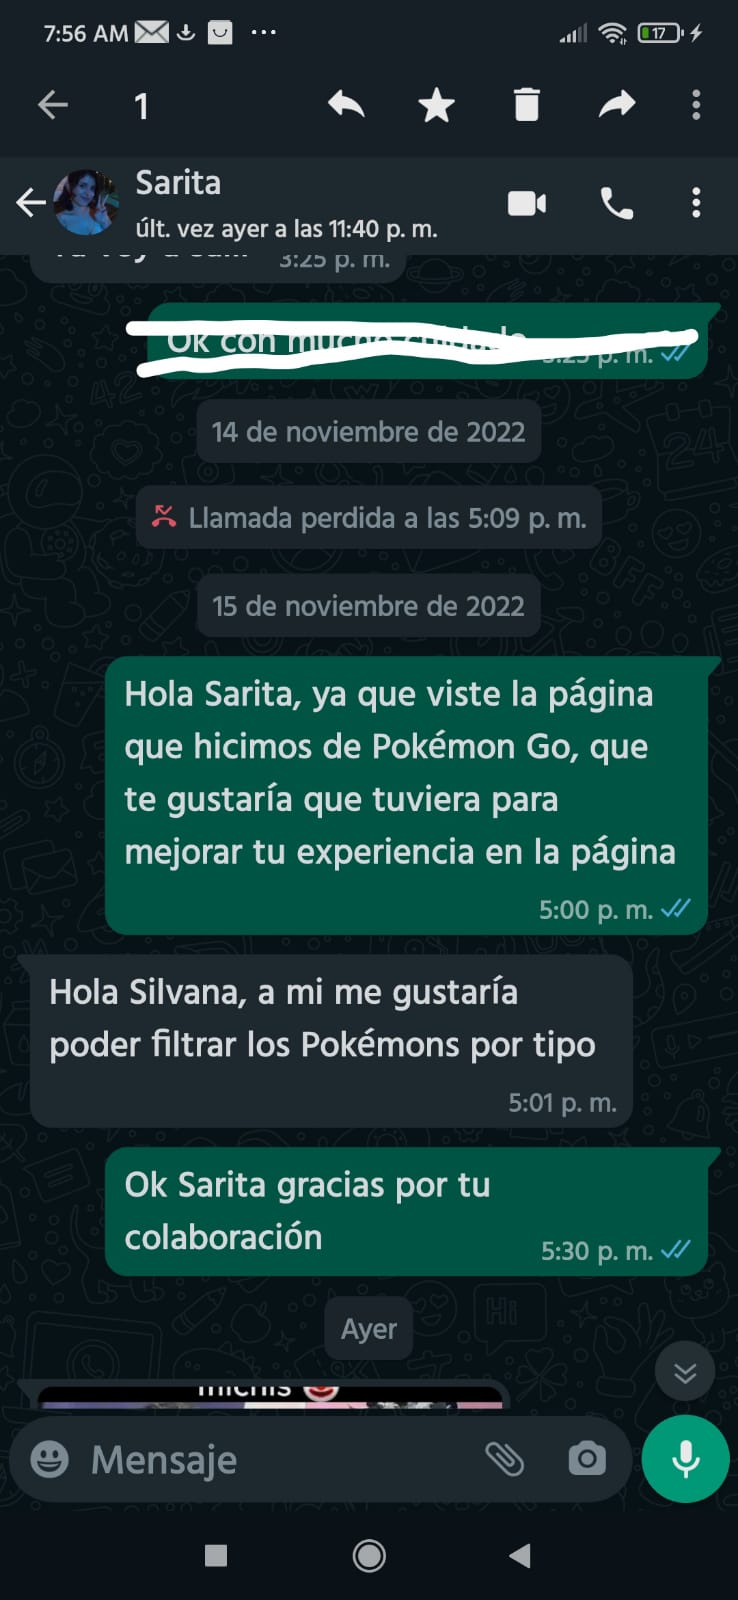 7:56 AM
17
1
Sarita
últ. vez ayer a las 11:40 p. m.
3:25 p. m.
Ok con mucho cuidado
3:25 p. m.
14 de noviembre de 2022
Llamada perdida a las 5:09 p. m.
15 de noviembre de 2022
Hola Sarita, ya que viste la página
que hicimos de Pokémon Go, que
te gustaría que tuviera para
mejorar tu experiencia en la página
5:00 p. m.
Hola Silvana, a mi me gustaría
poder filtrar los Pokémons por tipo
5:01 p. m.
Ok Sarita gracias por tu
colaboración
5:30 p. m.
Ayer
michis
Mensaje